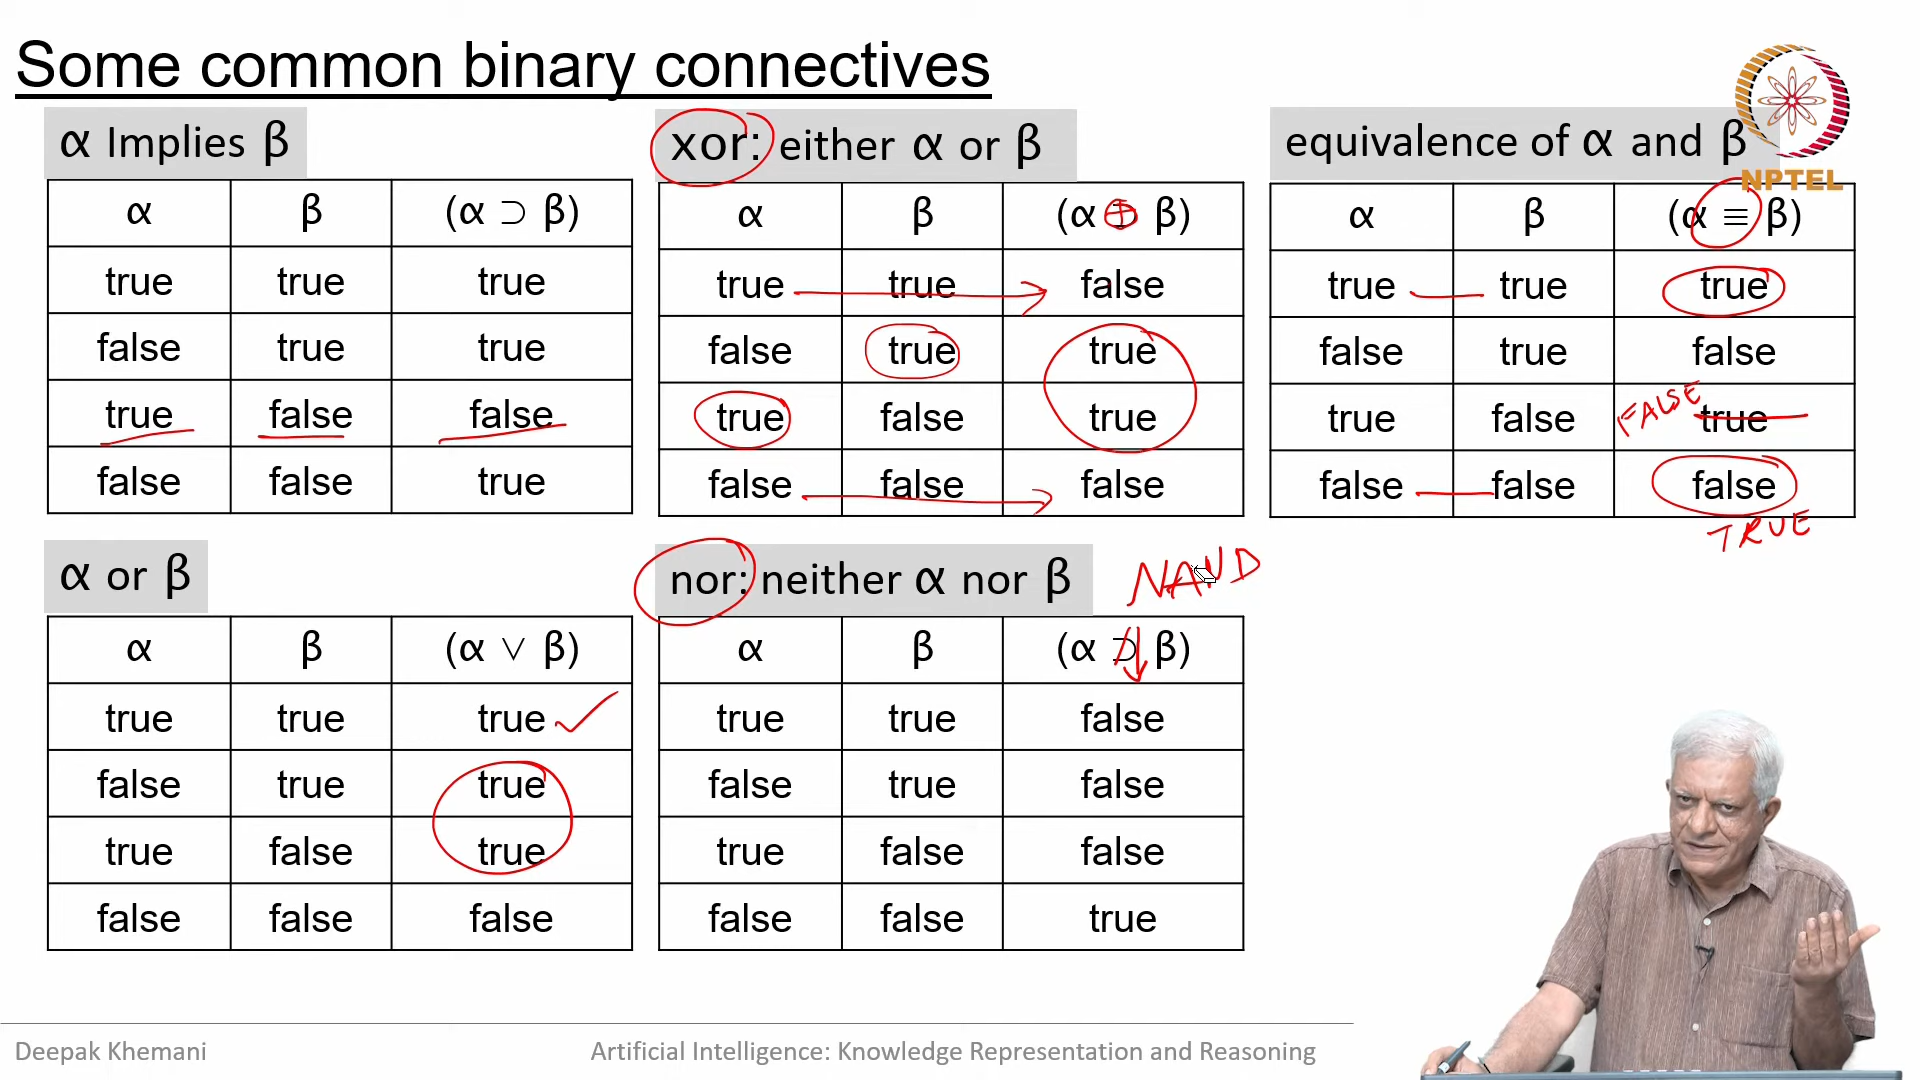 Some common binary connectives
NPTEL
α Implies β
α β (α ⊃ β)
true true true
false true true
true false false
false false true
xor: either α or β
α β (α ⊕ β)
true true false
false true true
true false true
false false false
equivalence of α and β
α β (α ≡ β)
true true true
false true false
true false FALSE true
false false false
TRUE
α or β
α β (α ∨ β)
true true true
false true true
true false true
false false false
nor: neither α nor β NAND
α β (α ↓ β)
true true false
false true false
true false false
false false true
Deepak Khemani Artificial Intelligence: Knowledge Representation and Reasoning